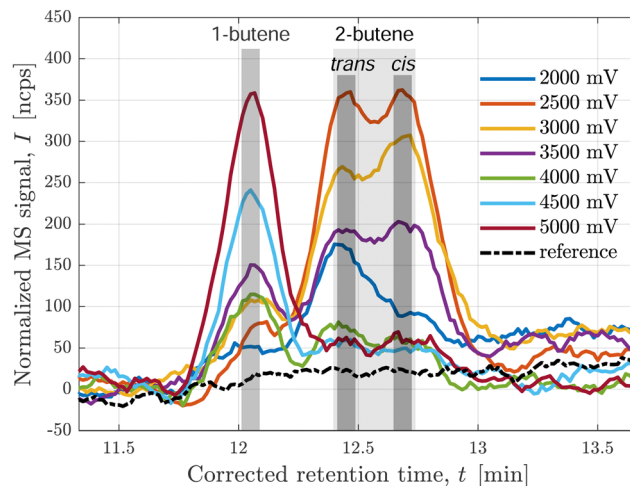 450
400
350
300
250
200
150
100
50
0
-50
Normalized MS signal, I [ncps]
1-butene
2-butene
trans
cis
2000 mV
2500 mV
3000 mV
3500 mV
4000 mV
4500 mV
5000 mV
reference
11.5
12
12.5
13
13.5
Corrected retention time, t [min]